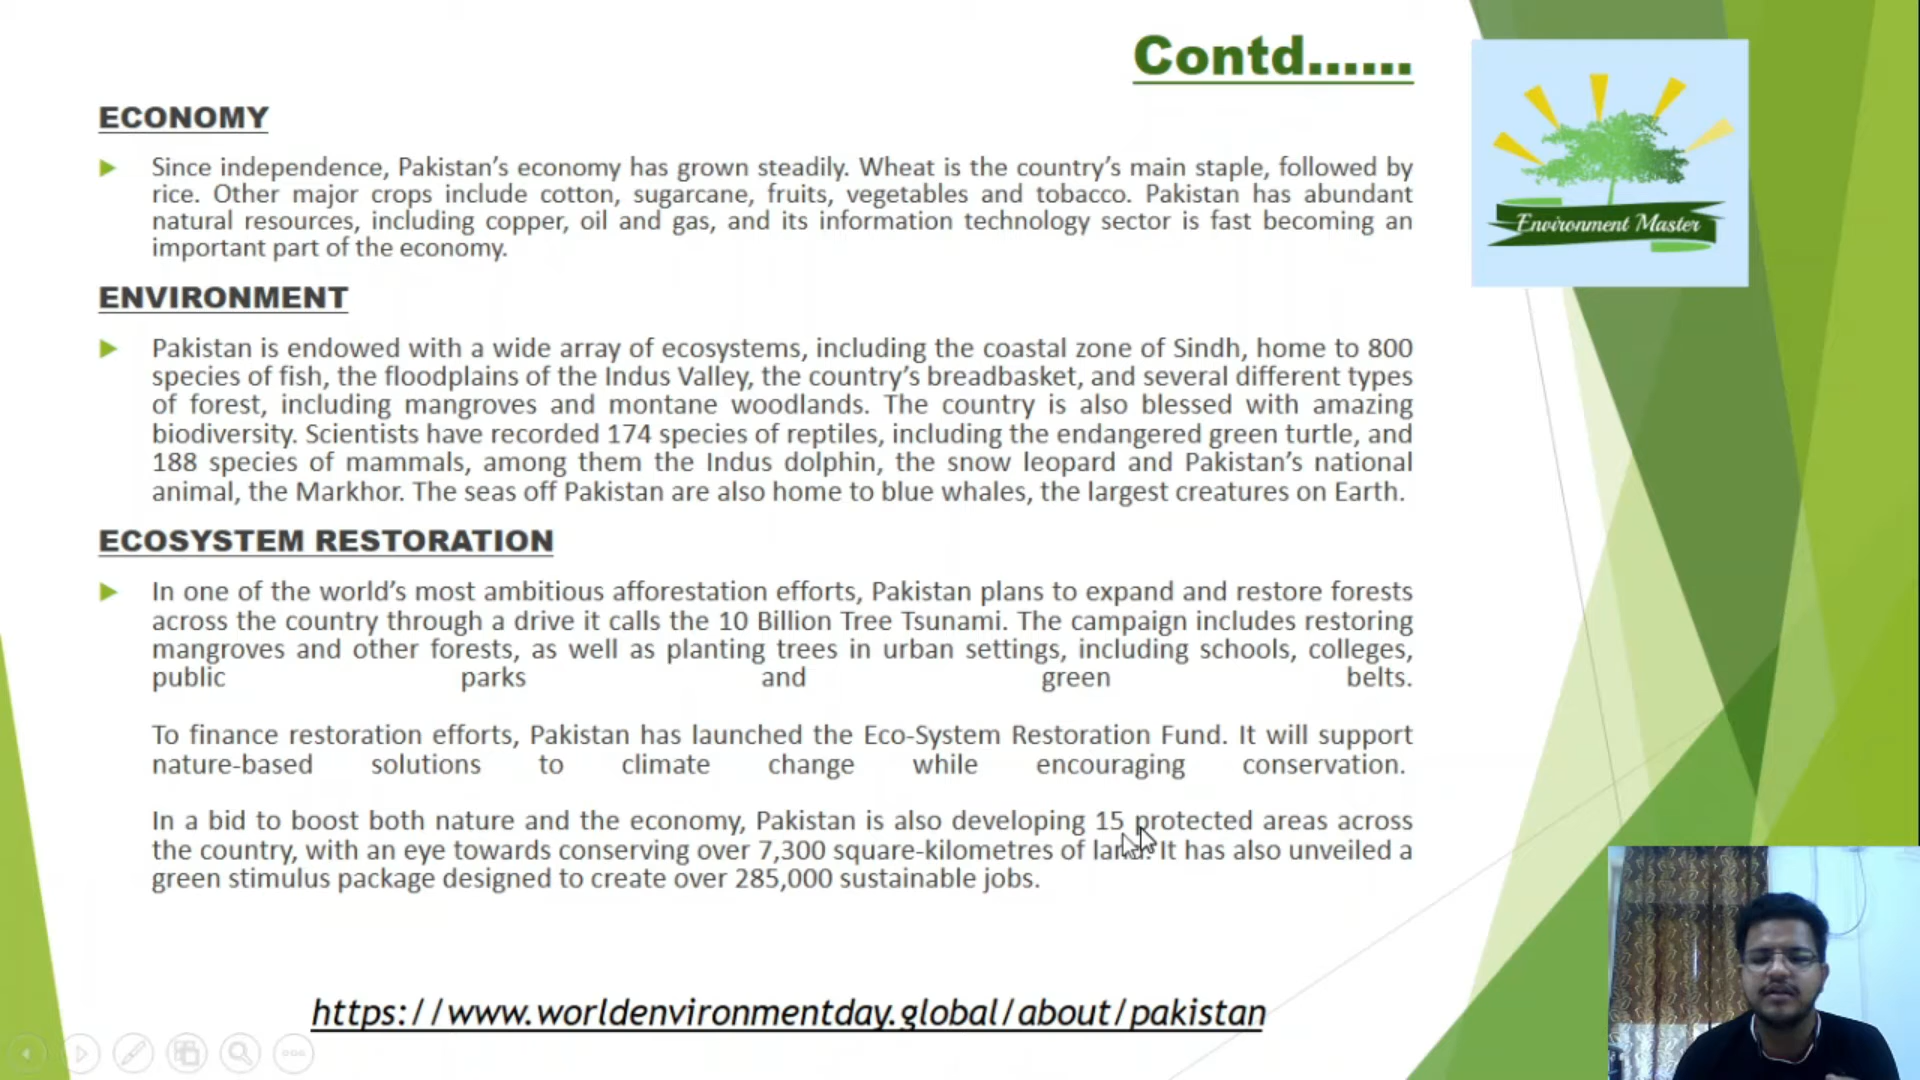 Contd......
ECONOMY
Since independence, Pakistan's economy has grown steadily. Wheat is the country's main staple, followed by
rice. Other major crops include cotton, sugarcane, fruits, vegetables and tobacco. Pakistan has abundant
natural resources, including copper, oil and gas, and its information technology sector is fast becoming an
important part of the economy.
Environment Master
ENVIRONMENT
Pakistan is endowed with a wide array of ecosystems, including the coastal zone of Sindh, home to 800
species of fish, the floodplains of the Indus Valley, the country's breadbasket, and several different types
of forest, including mangroves and montane woodlands. The country is also blessed with amazing
biodiversity. Scientists have recorded 174 species of reptiles, including the endangered green turtle, and
188 species of mammals, among them the Indus dolphin, the snow leopard and Pakistan's national
animal, the Markhor. The seas off Pakistan are also home to blue whales, the largest creatures on Earth.
ECOSYSTEM RESTORATION
In one of the world's most ambitious afforestation efforts, Pakistan plans to expand and restore forests
across the country through a drive it calls the 10 Billion Tree Tsunami. The campaign includes restoring
mangroves and other forests, as well as planting trees in urban settings, including schools, colleges,
public parks and green belts.
To finance restoration efforts, Pakistan has launched the Eco-System Restoration Fund. It will support
nature-based solutions to climate change while encouraging conservation.
In a bid to boost both nature and the economy, Pakistan is also developing 15 protected areas across
the country, with an eye towards conserving over 7,300 square-kilometres of land. It has also unveiled a
green stimulus package designed to create over 285,000 sustainable jobs.
https://www.worldenvironmentday.global/about/pakistan